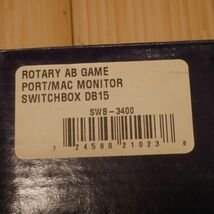 ROTARY AB GAME
PORT/MAC MONITOR
SWITCHBOX DB15
SWB-3400
7 24580 21023 8